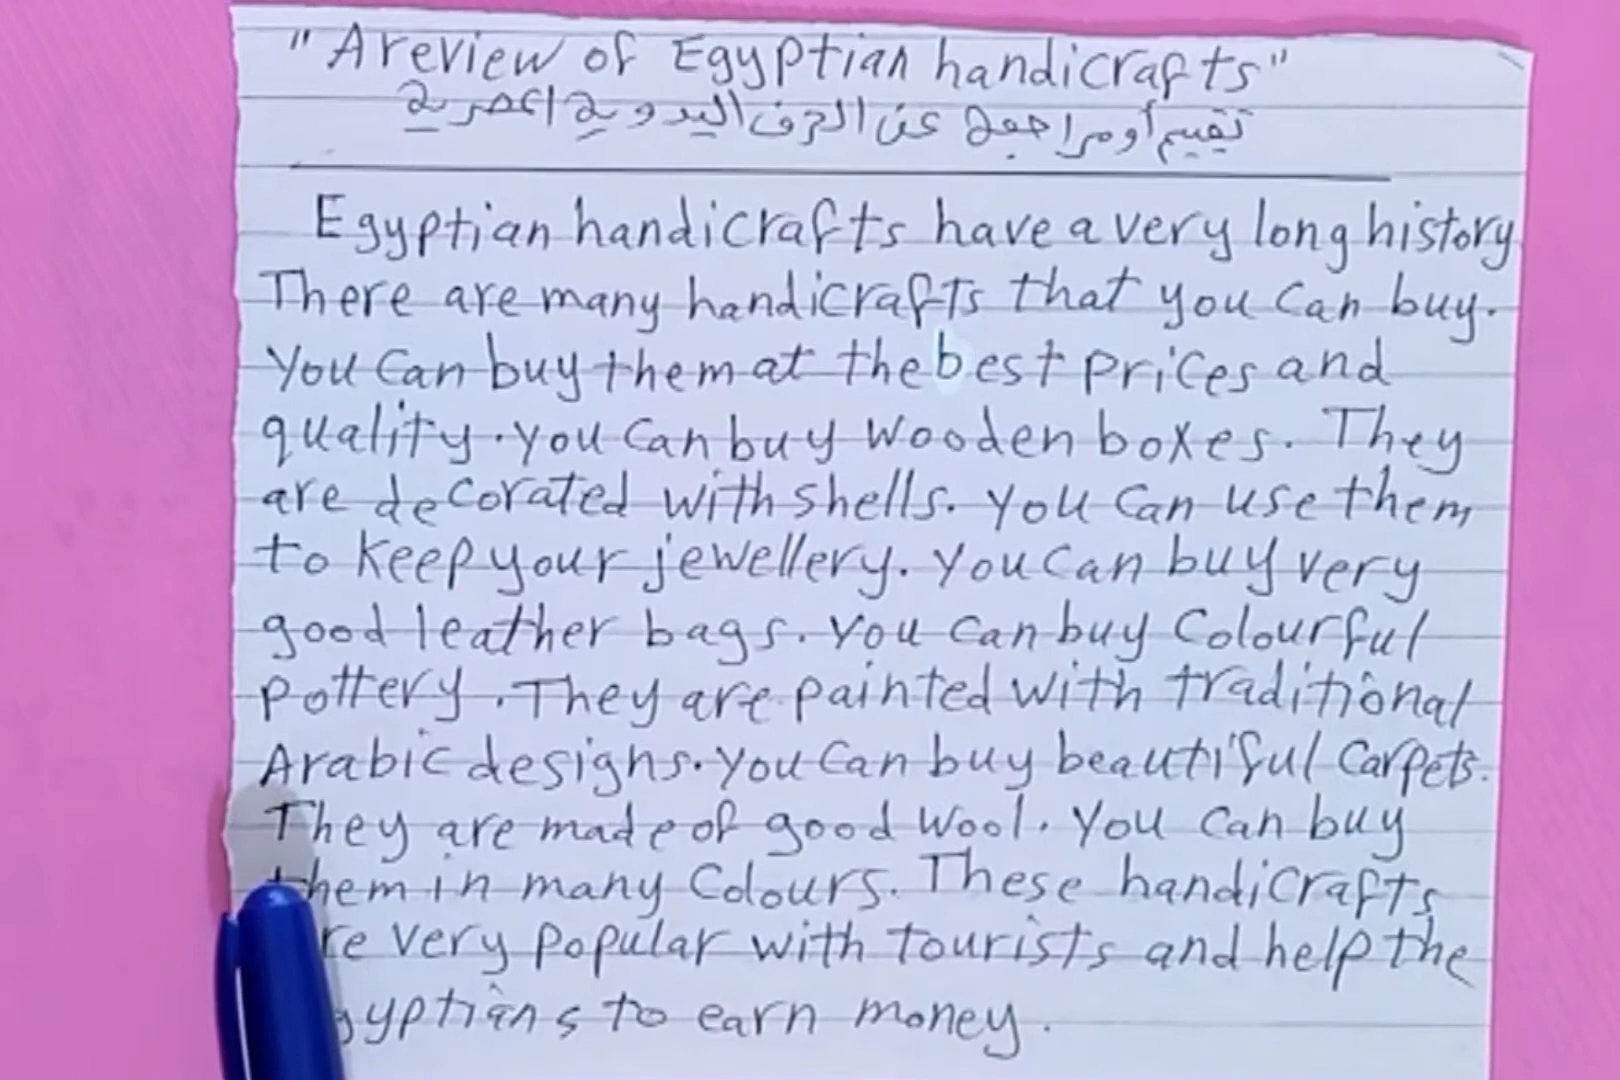 "A review of Egyptian handicrafts"
تقييم أو مراجعة عن الحرف اليدوية المصرية
Egyptian handicrafts have a very long history
There are many handicrafts that you can buy.
You can buy them at the best prices and
quality. You can buy wooden boxes. They
are decorated with shells. You can use them
to keep your jewellery. You can buy very
good leather bags. You can buy colourful
pottery. They are painted with traditional
Arabic designs. You can buy beautiful carpets.
They are made of good wool. You can buy
them in many colours. These handicrafts
re very popular with tourists and help the
gyptians to earn money.